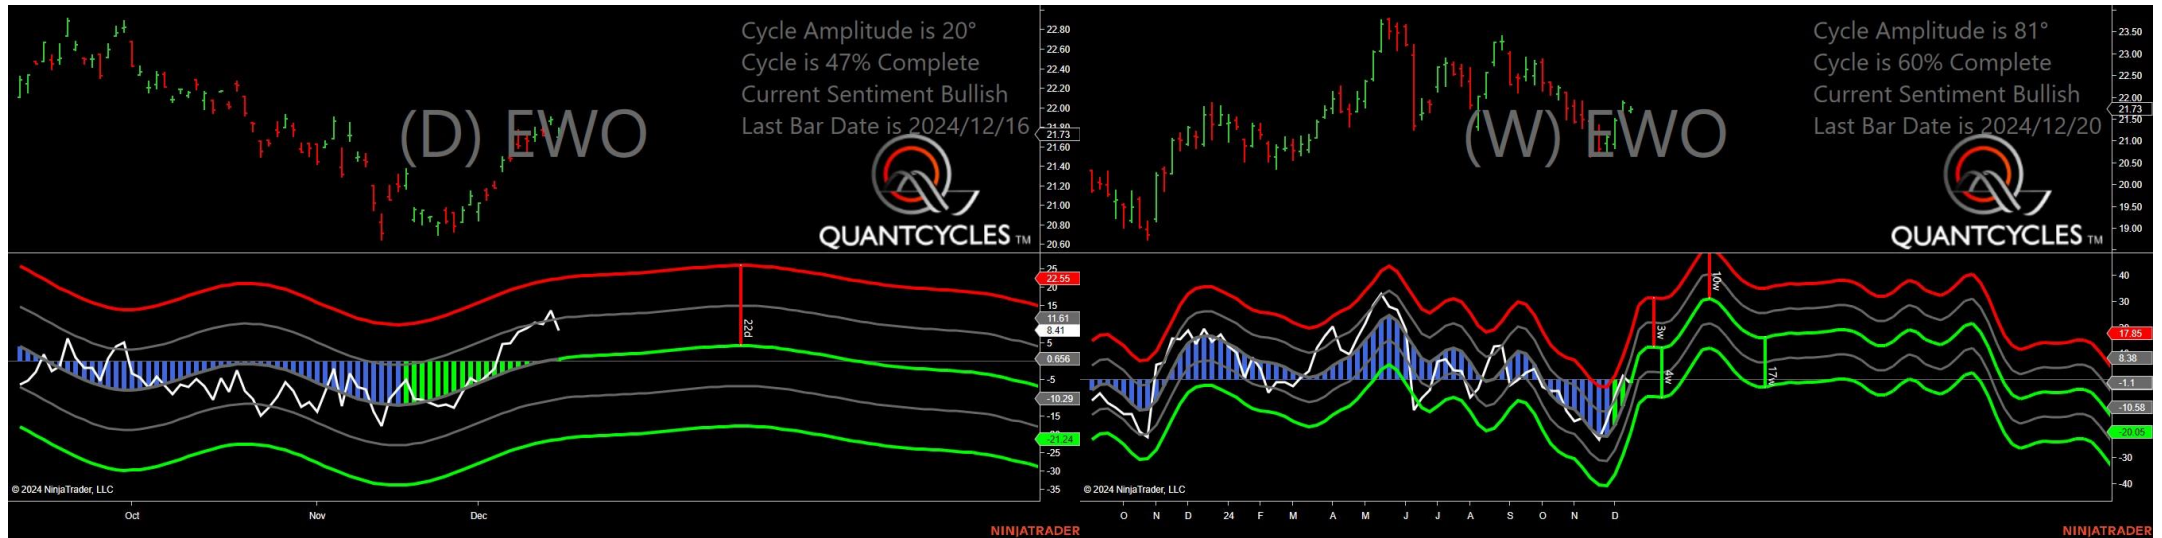 Cycle Amplitude is 20°
Cycle is 47% Complete
Current Sentiment Bullish
Last Bar Date is 2024/12/16
(D) EWO
QUANTCYCLES TM
22.80
22.60
22.40
22.20
22.00
21.80
21.73
21.60
21.40
21.20
21.00
20.80
20.60
25
22.55
20
15
11.61
8.41
5
0.656
-5
-10.29
-15
-21.24
-25
-30
-35
22d
© 2024 NinjaTrader, LLC
Oct Nov Dec
NINJATRADER
Cycle Amplitude is 81°
Cycle is 60% Complete
Current Sentiment Bullish
Last Bar Date is 2024/12/20
(W) EWO
QUANTCYCLES TM
23.50
23.00
22.50
22.00
21.73
21.50
21.00
20.50
20.00
19.50
19.00
40
30
17.85
8.38
-1.1
-10.58
-20.05
-30
-40
3w
4w
10w
17w
© 2024 NinjaTrader, LLC
O N D 24 F M A M J J A S O N D
NINJATRADER